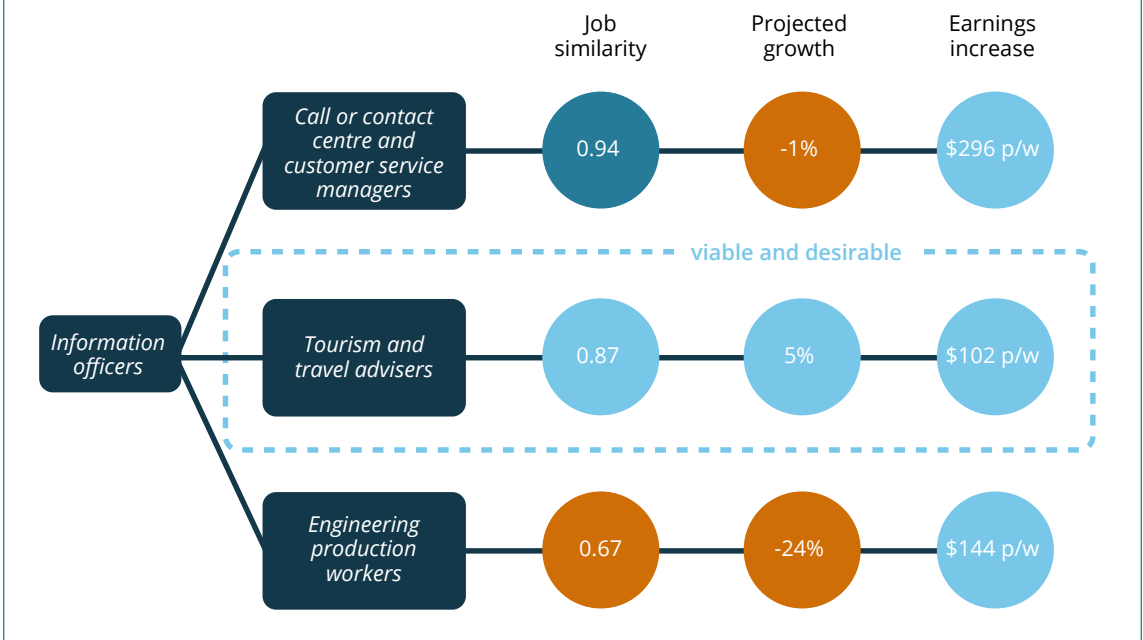 Job
similarity
Projected
growth
Earnings
increase
Call or contact
centre and
customer service
managers
0.94
-1%
$296 p/w
viable and desirable
Information
officers
Tourism and
travel advisers
0.87
5%
$102 p/w
Engineering
production
workers
0.67
-24%
$144 p/w